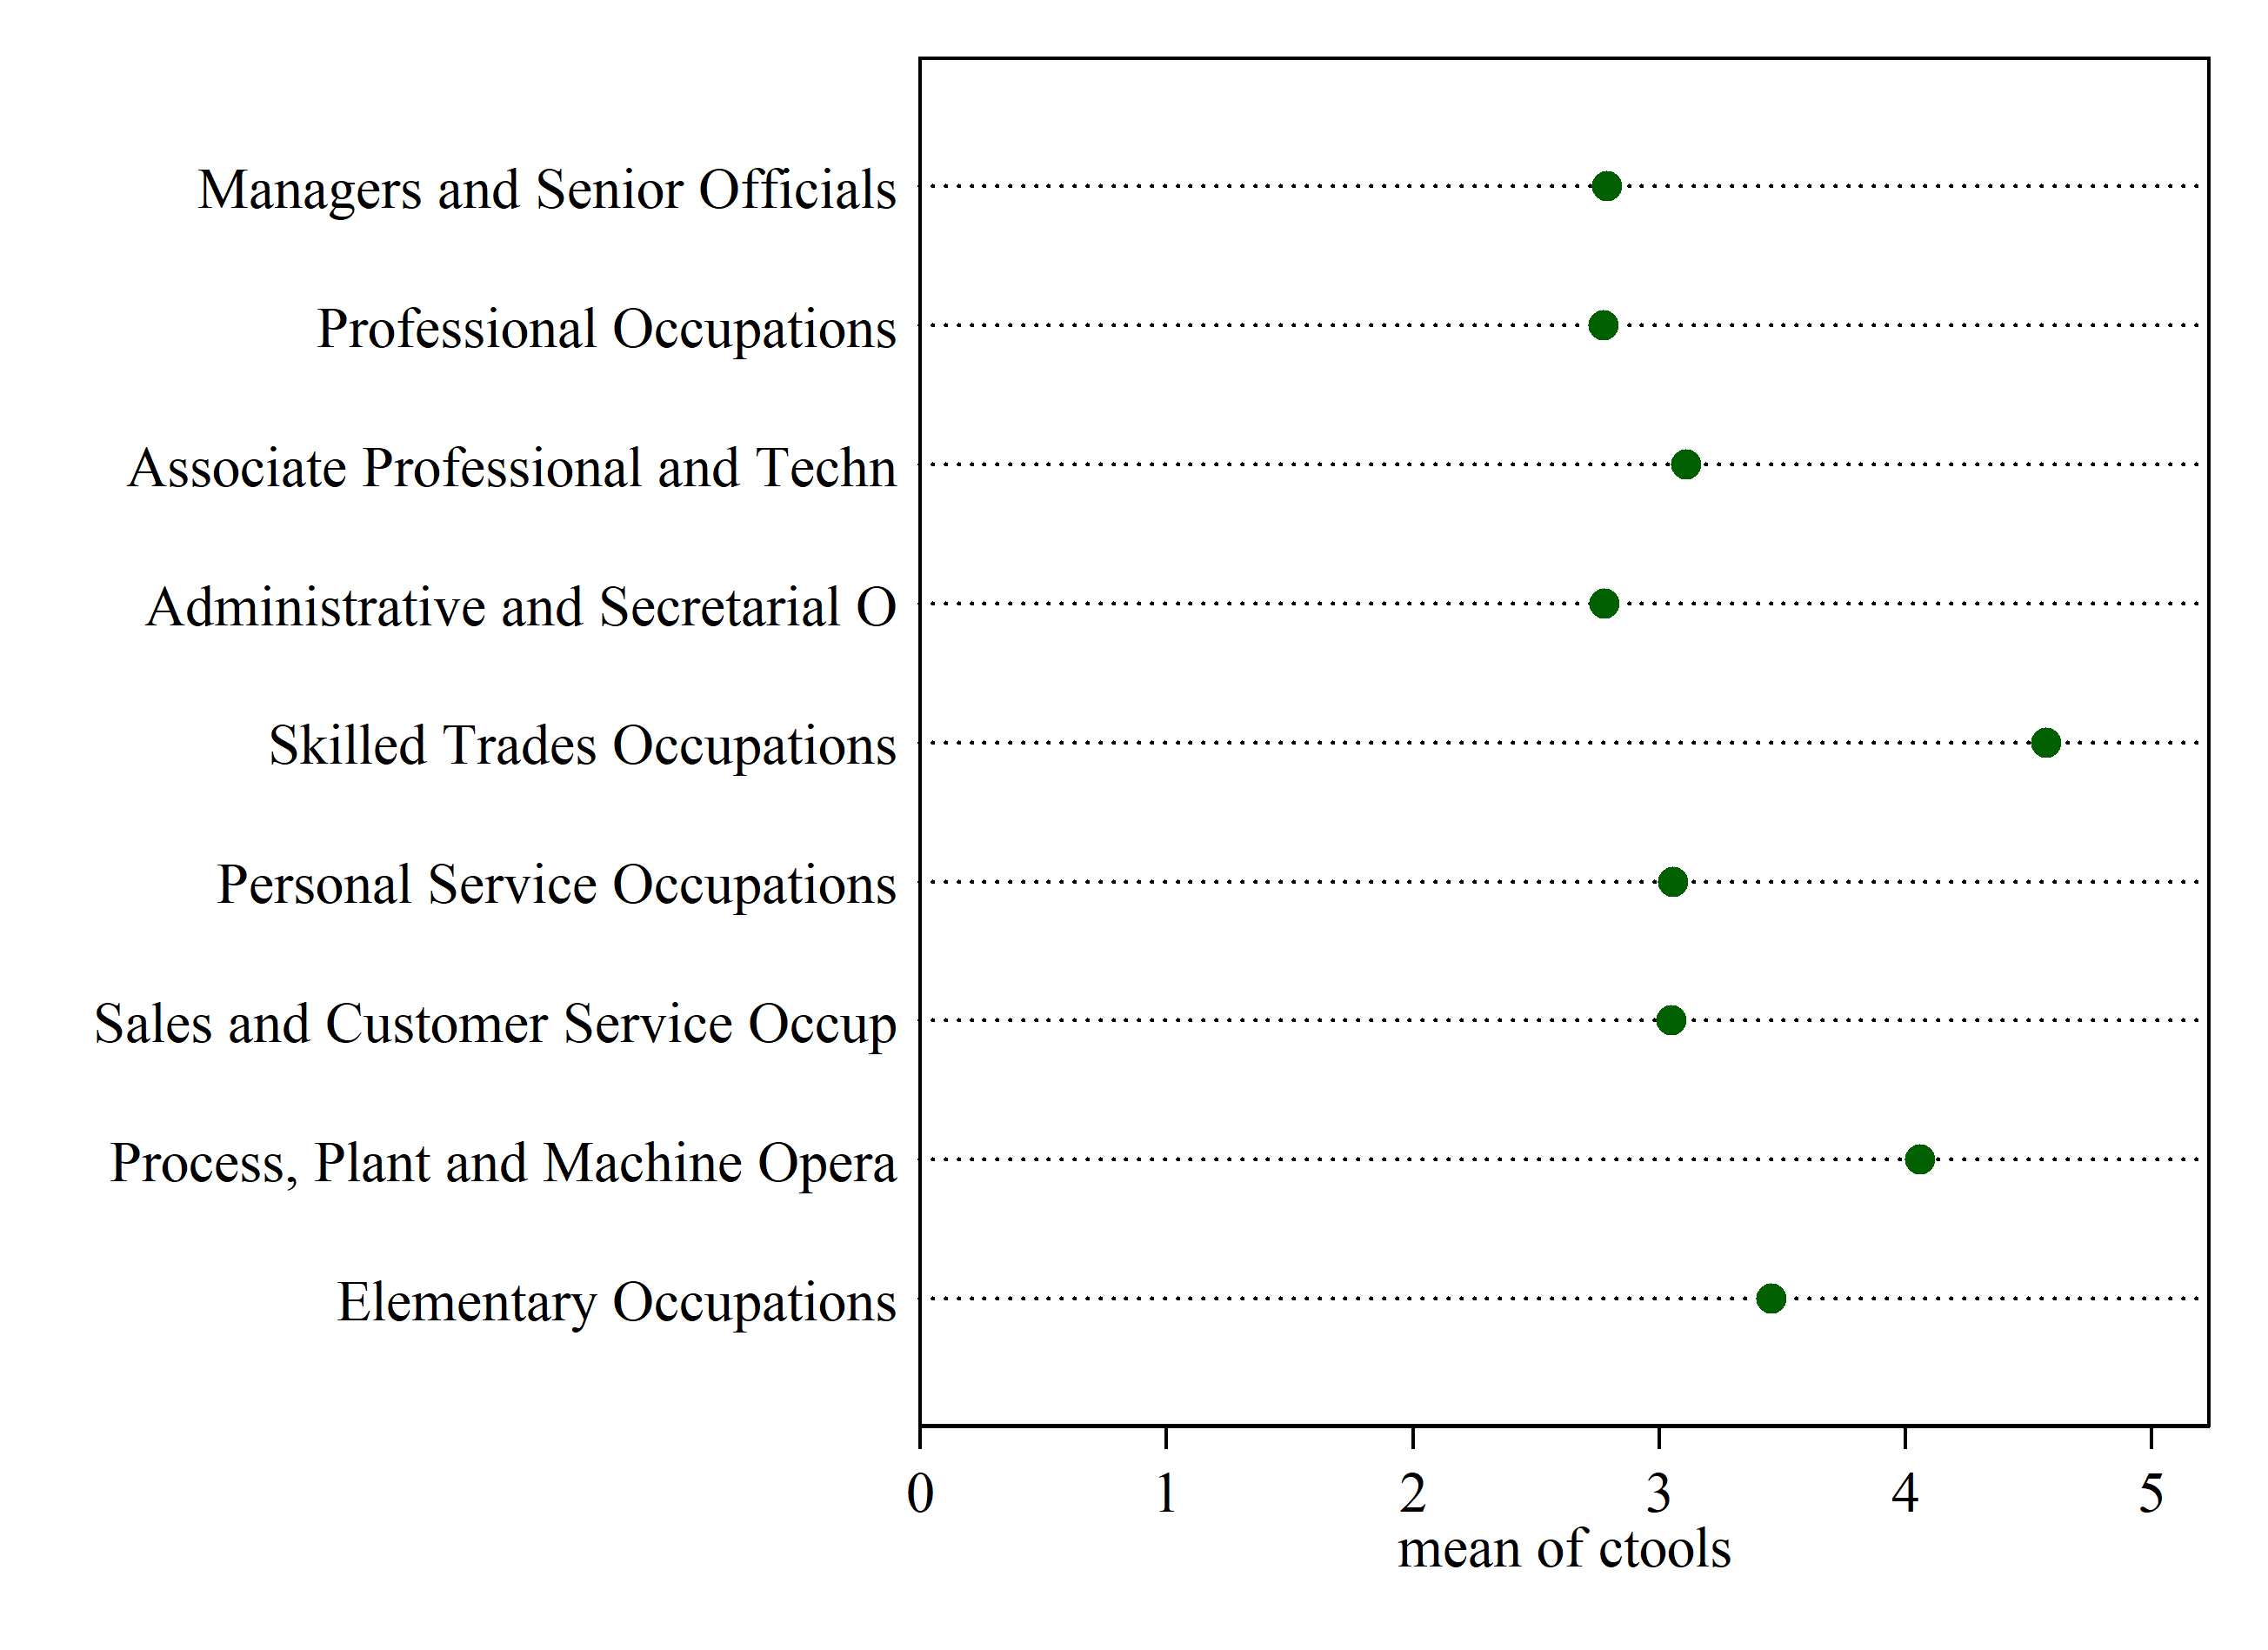 Managers and Senior Officials
Professional Occupations
Associate Professional and Techn
Administrative and Secretarial O
Skilled Trades Occupations
Personal Service Occupations
Sales and Customer Service Occup
Process, Plant and Machine Opera
Elementary Occupations
0 1 2 3 4 5
mean of ctools